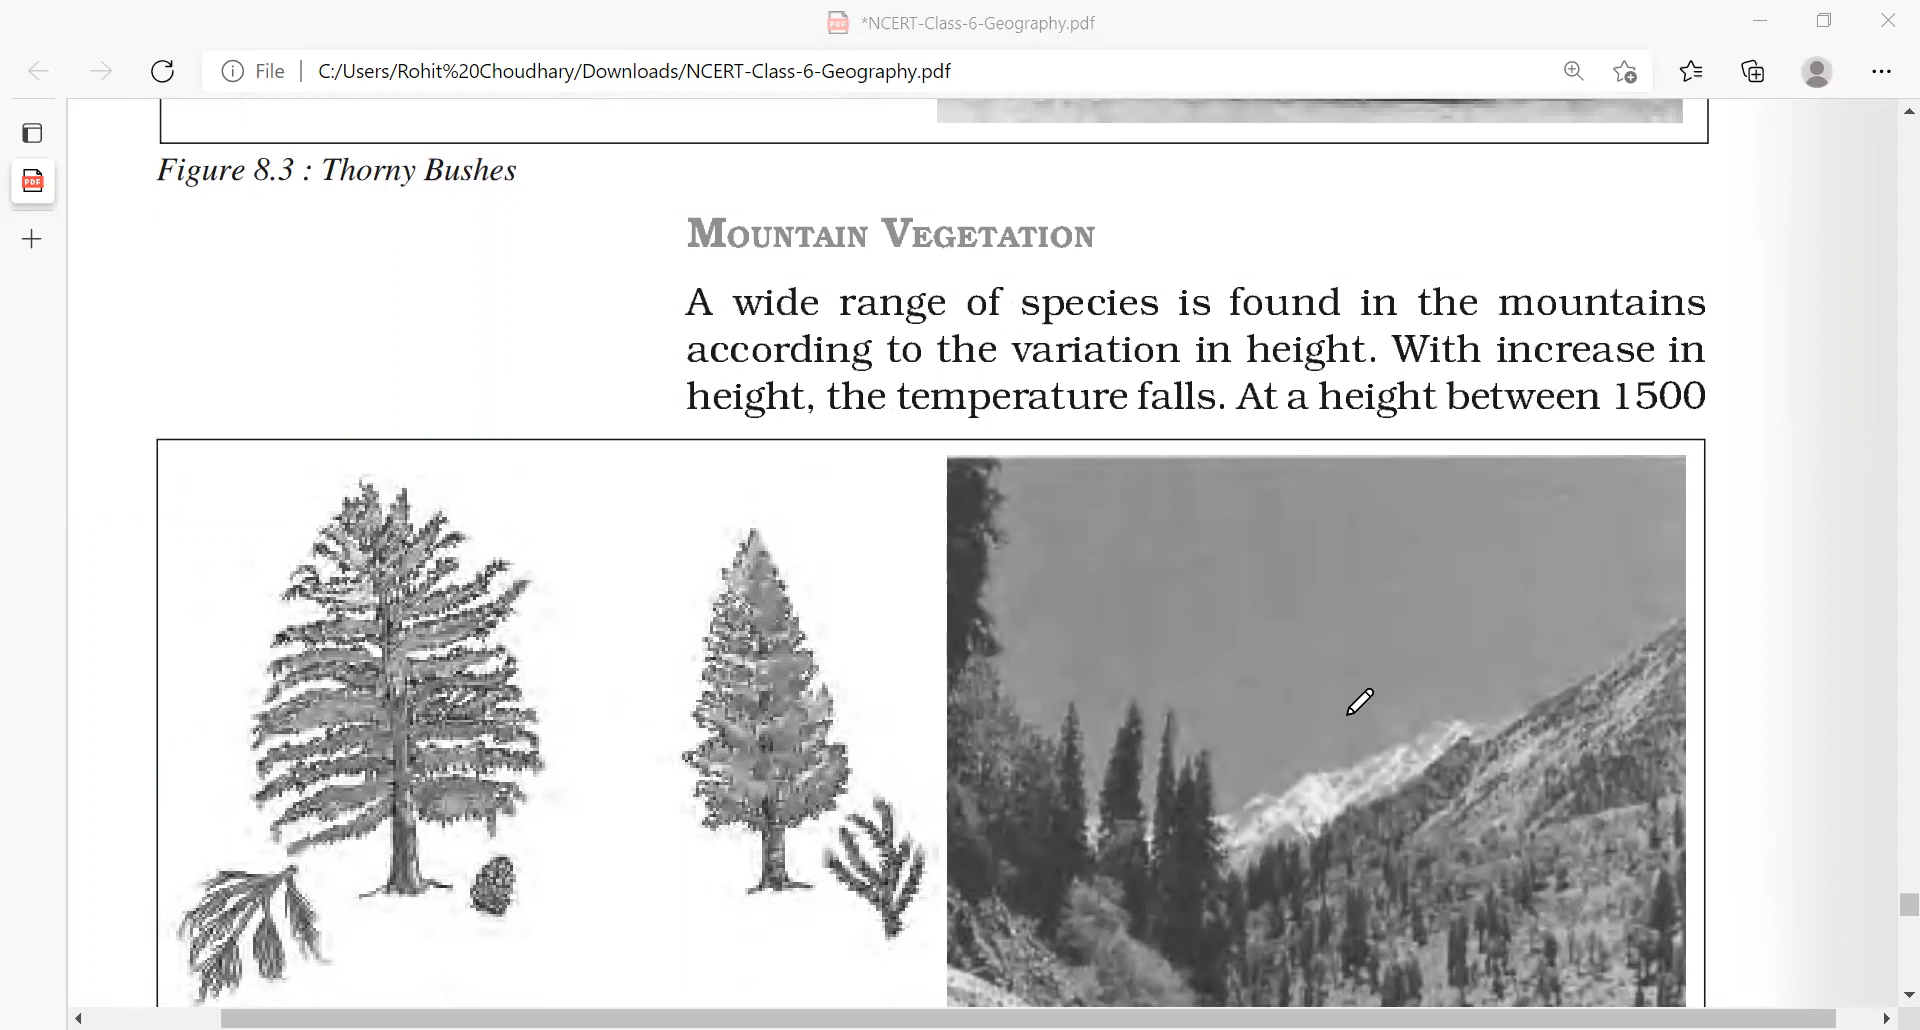 *NCERT-Class-6-Geography.pdf
File | C:/Users/Rohit%20Choudhary/Downloads/NCERT-Class-6-Geography.pdf
PDF
Figure 8.3 : Thorny Bushes
MOUNTAIN VEGETATION
A wide range of species is found in the mountains
according to the variation in height. With increase in
height, the temperature falls. At a height between 1500